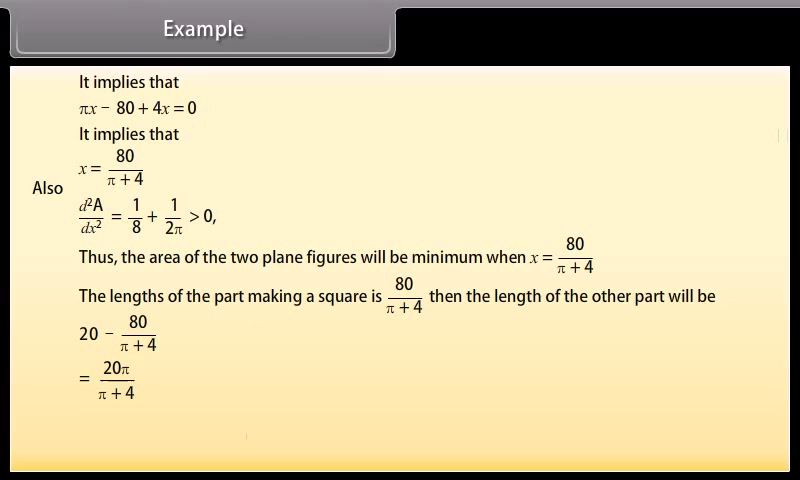 Example
It implies that
πx − 80 + 4x = 0
It implies that
x = 80/(π + 4)
Also
d²A/dx² = 1/8 + 1/2π > 0,
Thus, the area of the two plane figures will be minimum when x = 80/(π + 4)
The lengths of the part making a square is 80/(π + 4) then the length of the other part will be
20 − 80/(π + 4)
= 20π/(π + 4)